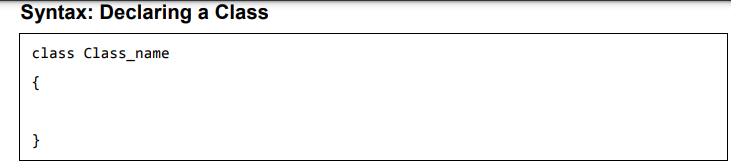 Syntax: Declaring a Class
class Class_name
{
}